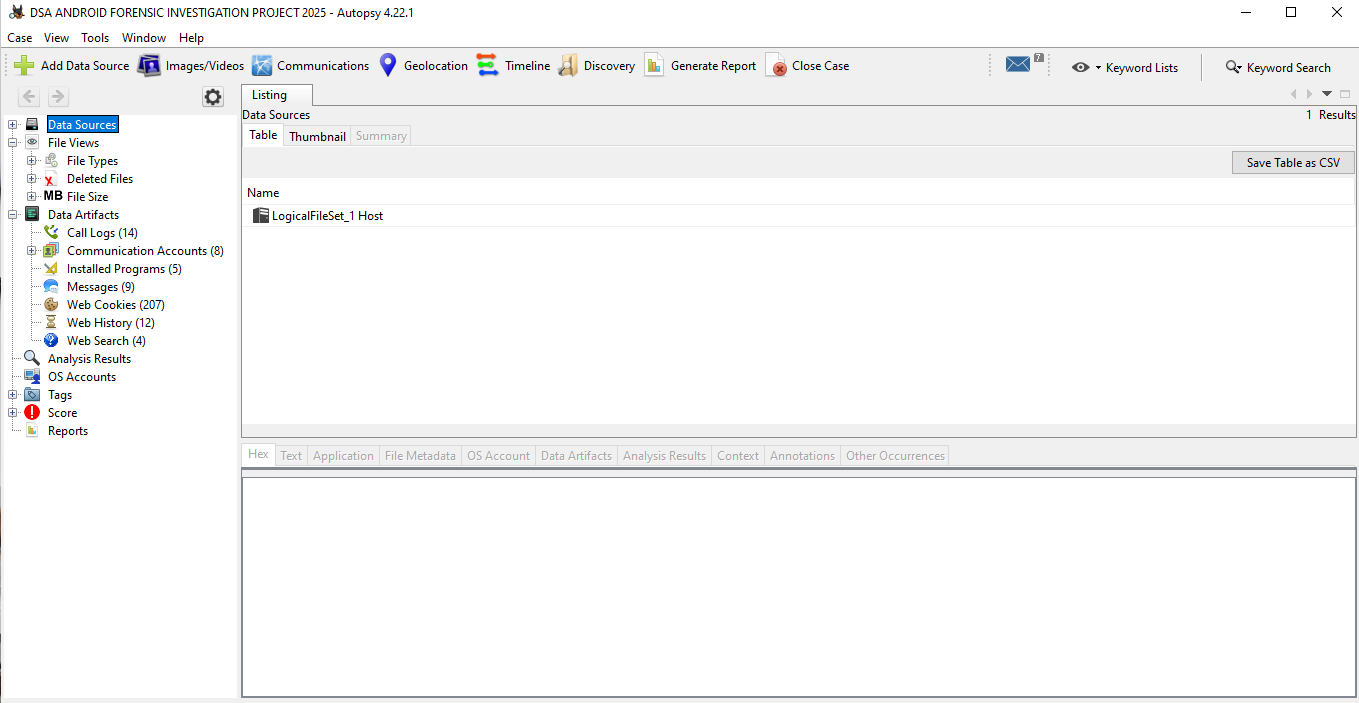 DSA ANDROID FORENSIC INVESTIGATION PROJECT 2025 - Autopsy 4.22.1
Case View Tools Window Help
Add Data Source Images/Videos Communications Geolocation Timeline Discovery Generate Report Close Case 7 Keyword Lists Keyword Search
Listing
Data Sources
1 Results
Table Thumbnail Summary
Save Table as CSV
Name
LogicalFileSet_1 Host
Data Sources
File Views
File Types
Deleted Files
MB File Size
Data Artifacts
Call Logs (14)
Communication Accounts (8)
Installed Programs (5)
Messages (9)
Web Cookies (207)
Web History (12)
Web Search (4)
Analysis Results
OS Accounts
Tags
Score
Reports
Hex Text Application File Metadata OS Account Data Artifacts Analysis Results Context Annotations Other Occurrences